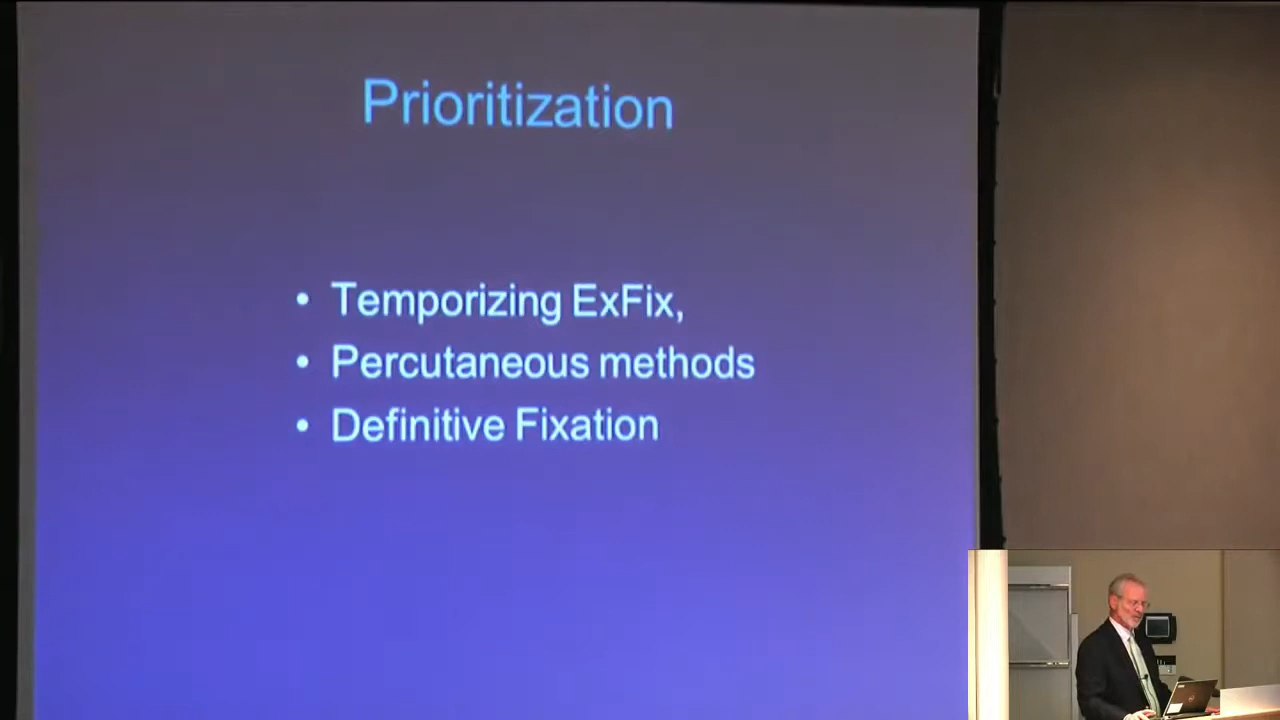 Prioritization
• Temporizing ExFix,
• Percutaneous methods
• Definitive Fixation